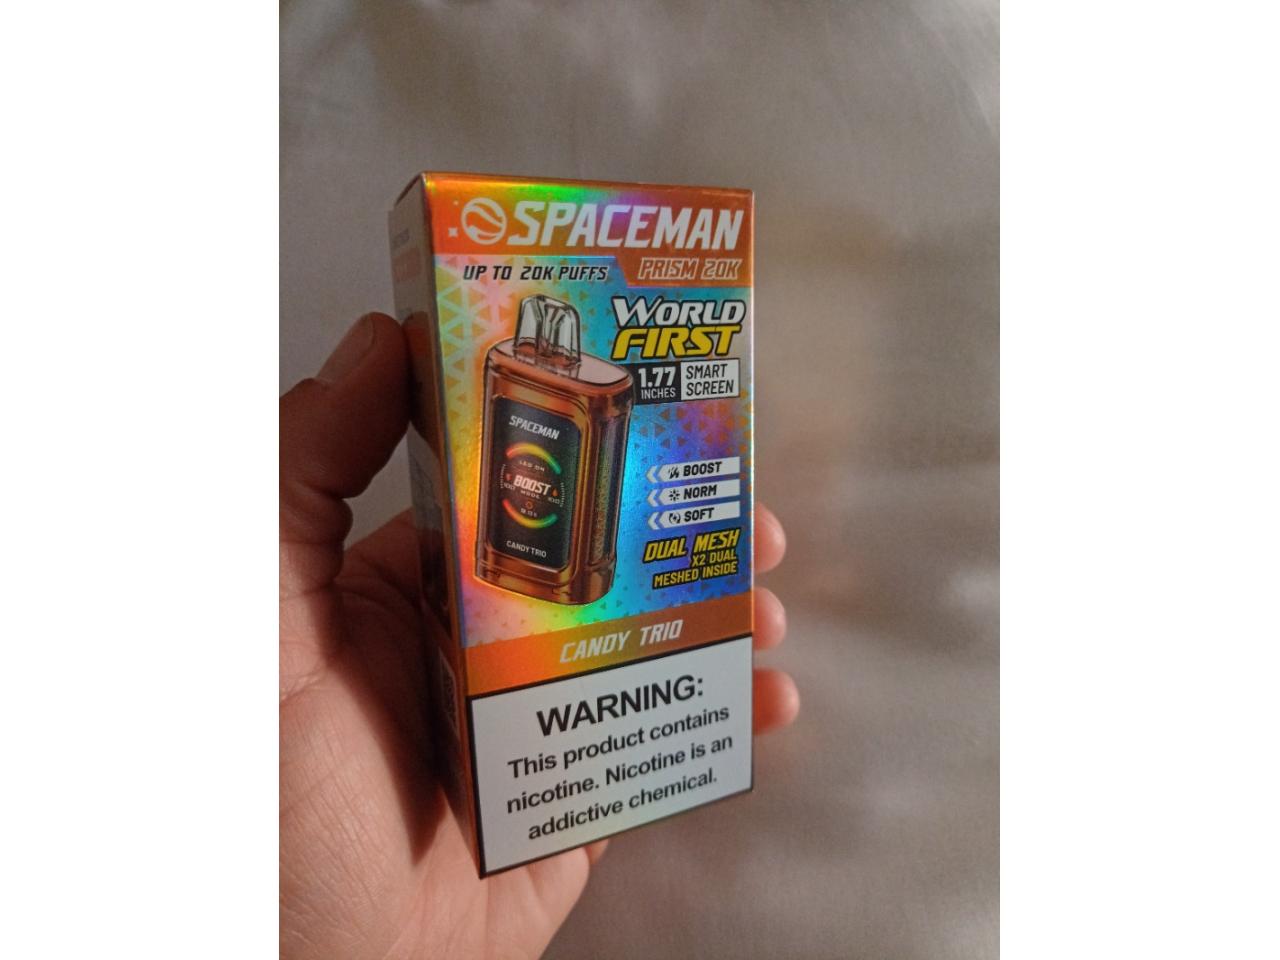 SPACEMAN
PRISM 20K
UP TO 20K PUFFS
WORLD
FIRST
1.77
INCHES
SMART
SCREEN
SPACEMAN
BOOST
MODE
CANDY TRIO
BOOST
NORM
SOFT
DUAL MESH
X2 DUAL
MESHED INSIDE
CANDY TRIO
WARNING:
This product contains
nicotine. Nicotine is an
addictive chemical.